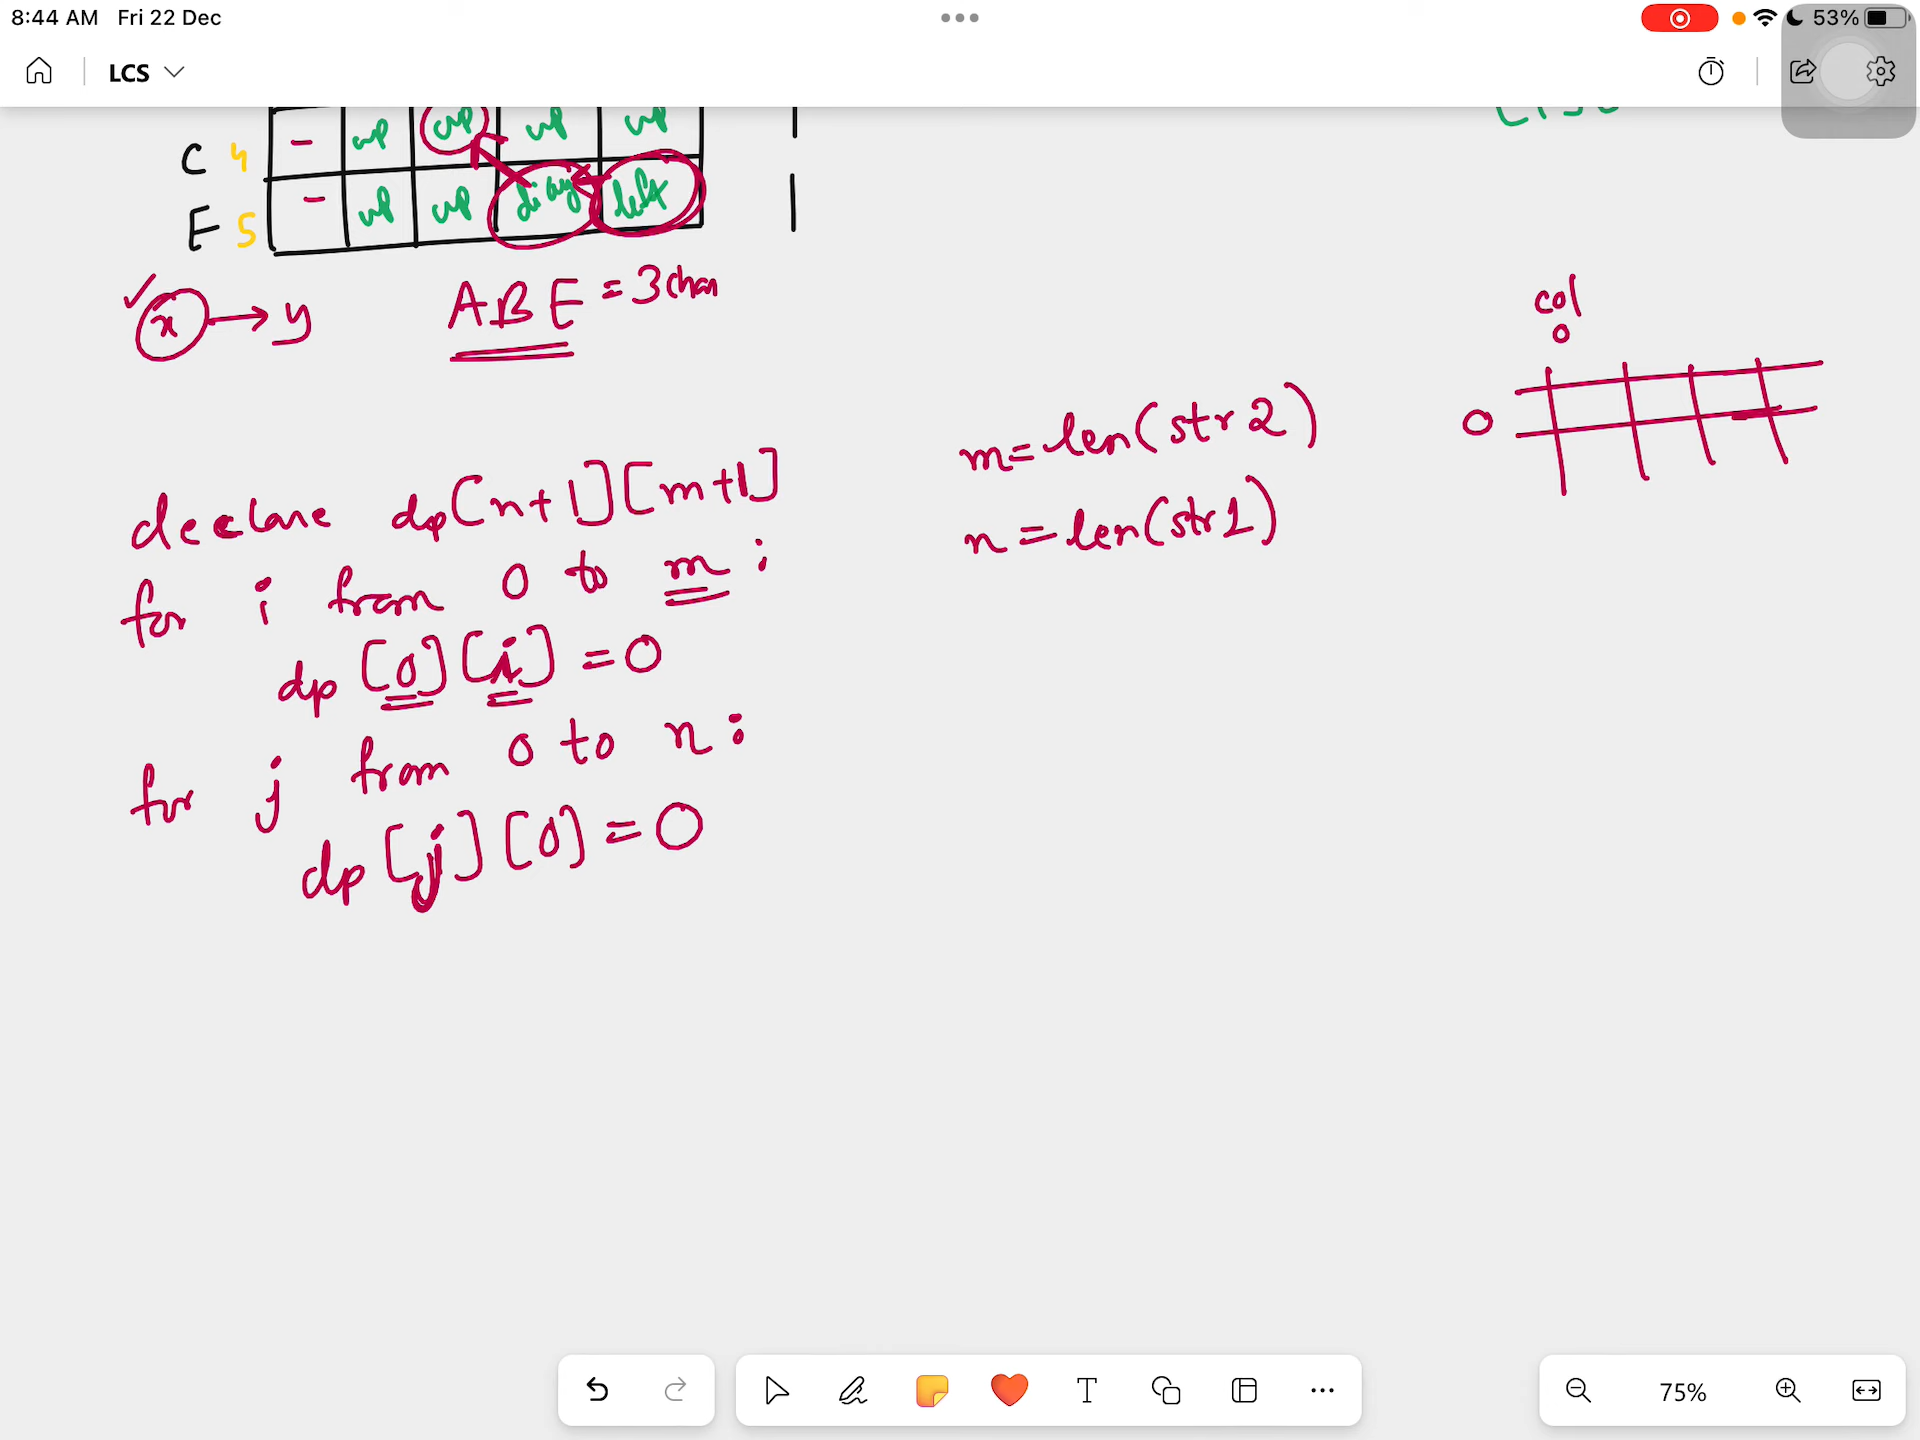 8:44 AM Fri 22 Dec
53%
LCS
C 4 - up up up up
E 5 - up up diag left
x → y
ABE = 3 char
col
0
0
m = len(str2)
n = len(str1)
declare dp[n+1][m+1]
for i from 0 to m :
dp [0][i] = 0
for j from 0 to n :
dp [j][0] = 0
T
75%